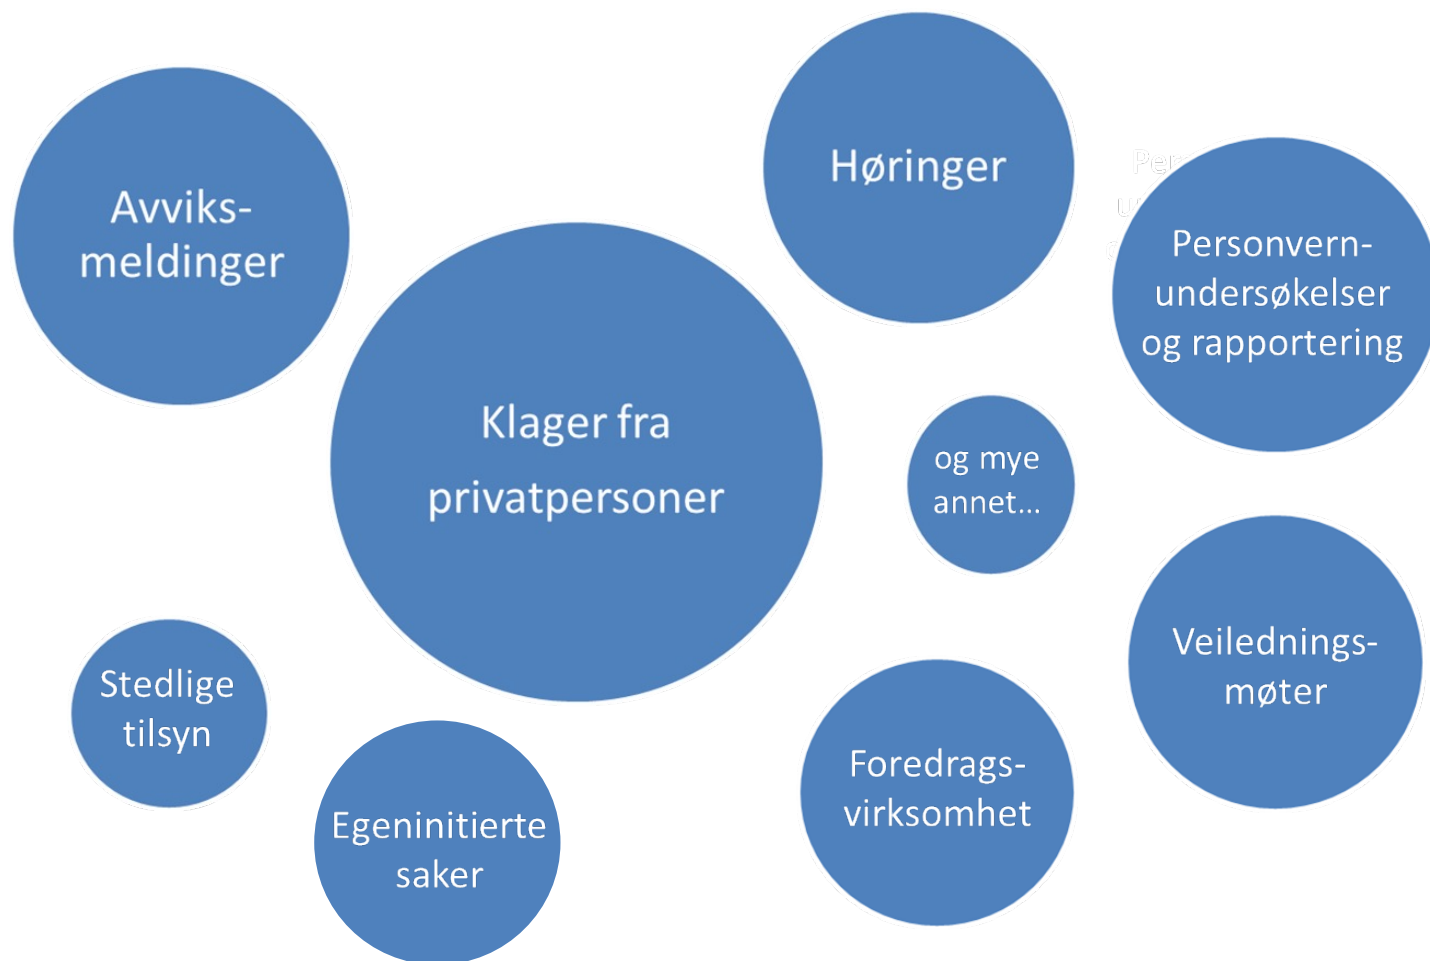 Avviks-
meldinger
Høringer
Personvern-
undersøkelser
og rapportering
Klager fra
privatpersoner
og mye
annet...
Veilednings-
møter
Stedlige
tilsyn
Foredrags-
virksomhet
Egeninitierte
saker